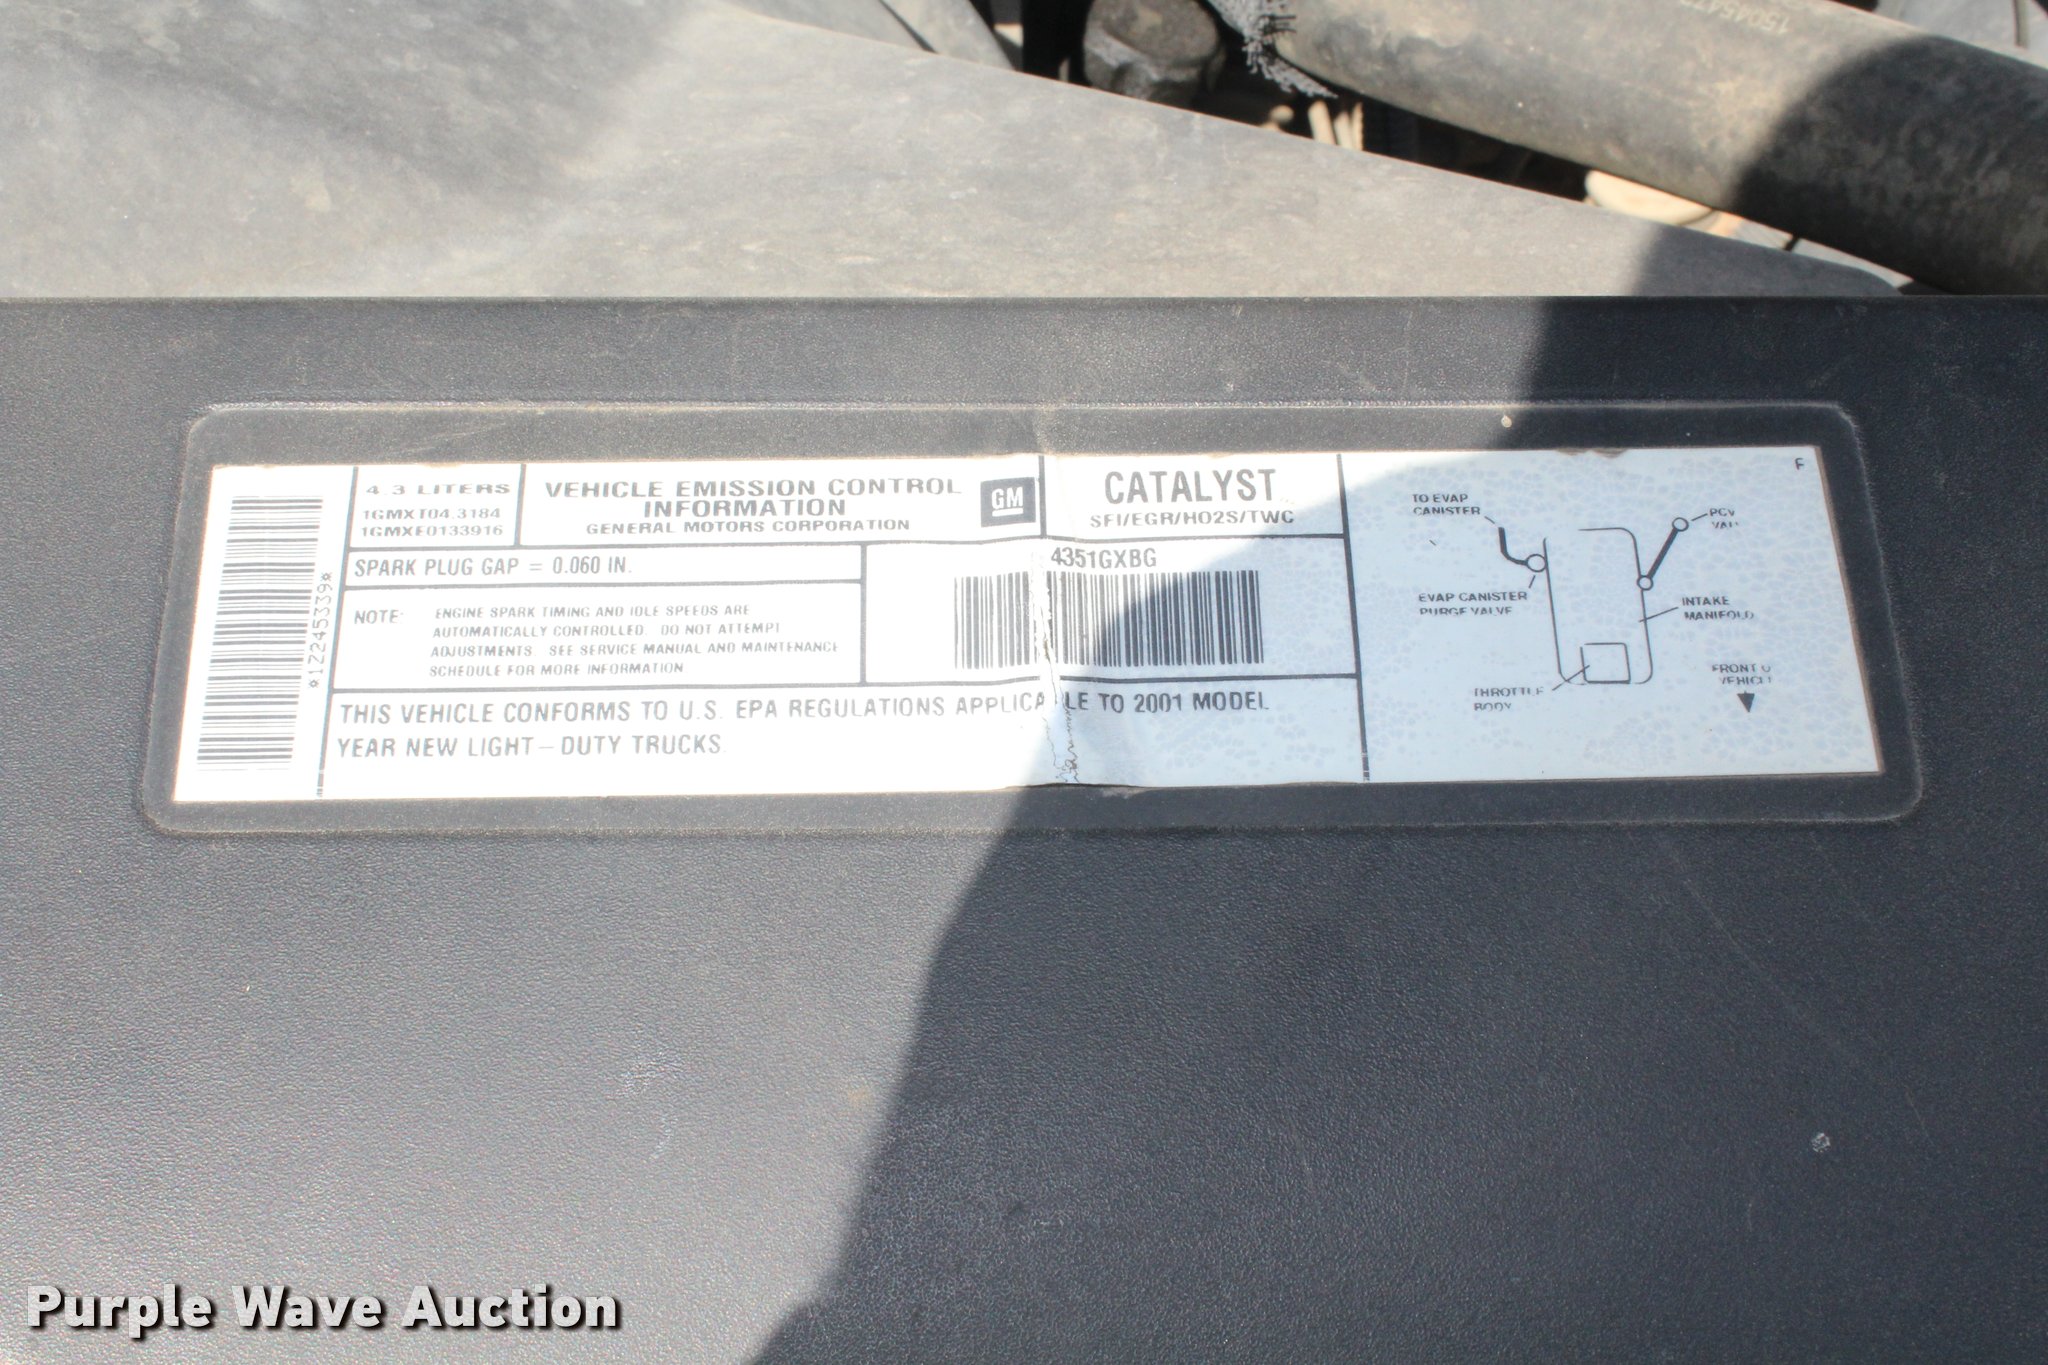 *1Z2245339*
4.3 LITERS
1GMXT04.3184
1GMXE0133916
VEHICLE EMISSION CONTROL
INFORMATION
GENERAL MOTORS CORPORATION
GM
CATALYST
SFI/EGR/HO2S/TWC
SPARK PLUG GAP = 0.060 IN.
4351GXBG
NOTE: ENGINE SPARK TIMING AND IDLE SPEEDS ARE
AUTOMATICALLY CONTROLLED. DO NOT ATTEMPT
ADJUSTMENTS. SEE SERVICE MANUAL AND MAINTENANCE
SCHEDULE FOR MORE INFORMATION
THIS VEHICLE CONFORMS TO U.S. EPA REGULATIONS APPLICA LE TO 2001 MODEL
YEAR NEW LIGHT-DUTY TRUCKS.
F
TO EVAP
CANISTER
PCV
EVAP CANISTER
PURGE VALVE
INTAKE
MANIFOLD
THROTTLE
BODY
FRONT O
VEHICL
Purple Wave Auction